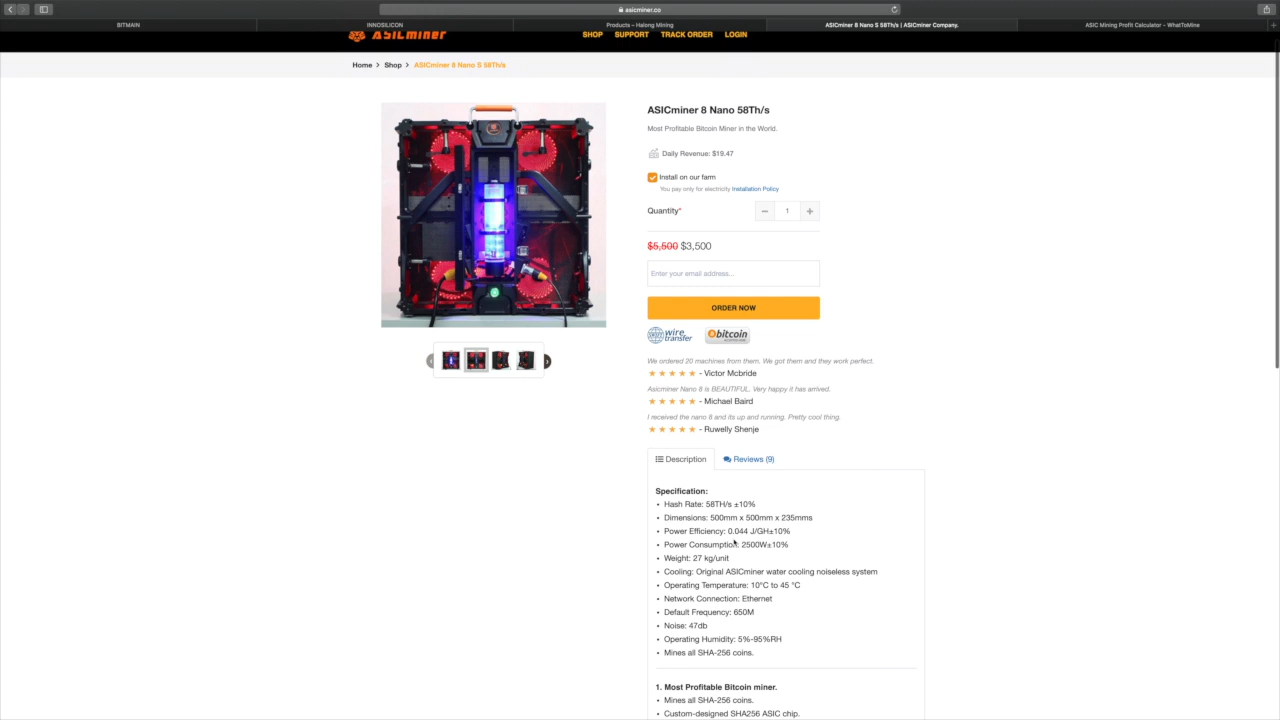 asicminer.co
BITMAIN
INNOSILICON
Products – Halong Mining
ASICminer 8 Nano S 58Th/s | ASICminer Company.
ASIC Mining Profit Calculator - WhatToMine
ASICMINER
SHOP
SUPPORT
TRACK ORDER
LOGIN
Home > Shop > ASICminer 8 Nano S 58Th/s
ASICminer 8 Nano 58Th/s
Most Profitable Bitcoin Miner in the World.
Daily Revenue: $19.47
Install on our farm
You pay only for electricity Installation Policy
Quantity*
− 1 +
$5,500 $3,500
Enter your email address...
ORDER NOW
wire transfer
bitcoin
We ordered 20 machines from them. We got them and they work perfect.
★ ★ ★ ★ ★ - Victor Mcbride
Asicminer Nano 8 is BEAUTIFUL. Very happy it has arrived.
★ ★ ★ ★ ★ - Michael Baird
I received the nano 8 and its up and running. Pretty cool thing.
★ ★ ★ ★ ★ - Ruwelly Shenje
Description
Reviews (9)
Specification:
• Hash Rate: 58TH/s ±10%
• Dimensions: 500mm x 500mm x 235mms
• Power Efficiency: 0.044 J/GH±10%
• Power Consumption: 2500W±10%
• Weight: 27 kg/unit
• Cooling: Original ASICminer water cooling noiseless system
• Operating Temperature: 10°C to 45 °C
• Network Connection: Ethernet
• Default Frequency: 650M
• Noise: 47db
• Operating Humidity: 5%-95%RH
• Mines all SHA-256 coins.
1. Most Profitable Bitcoin miner.
• Mines all SHA-256 coins.
• Custom-designed SHA256 ASIC chip.